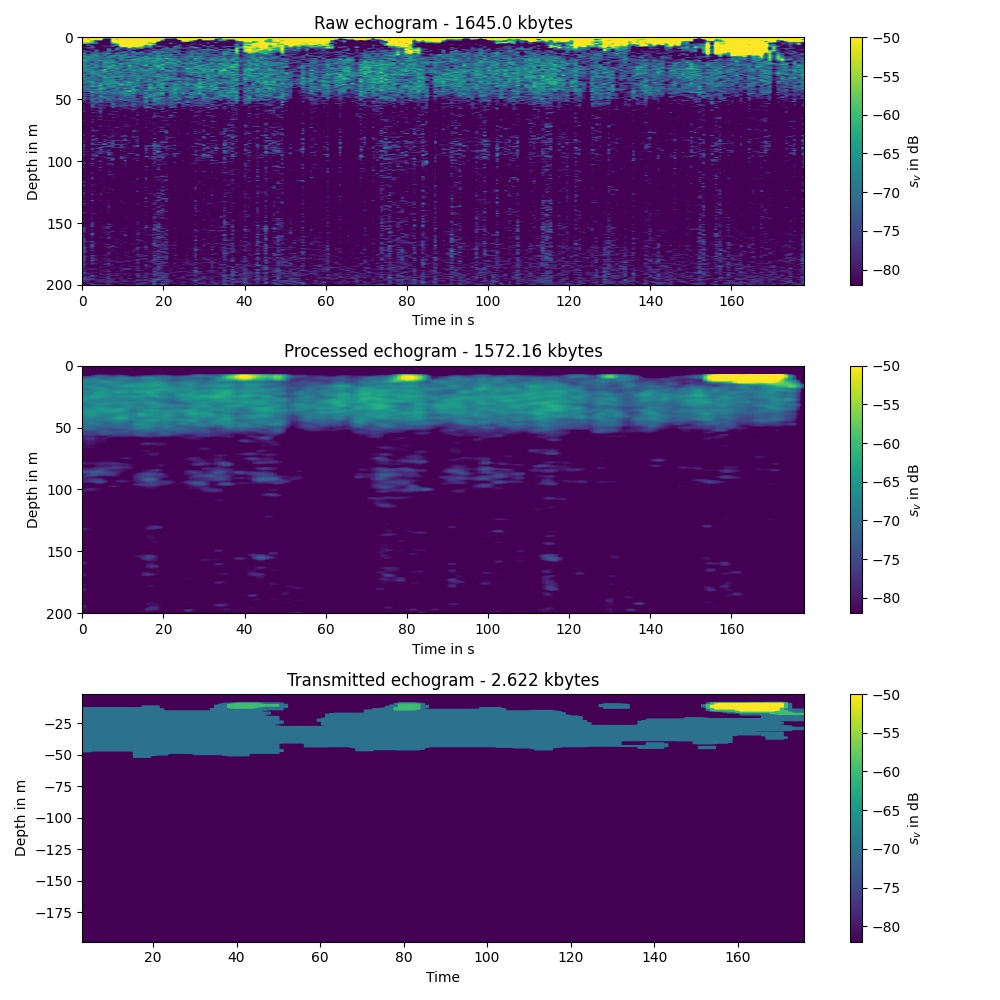 Raw echogram - 1645.0 kbytes
0
50
100
150
200
Depth in m
0 20 40 60 80 100 120 140 160
Time in s
−50
−55
−60
−65
−70
−75
−80
s_v in dB
Processed echogram - 1572.16 kbytes
0
50
100
150
200
Depth in m
0 20 40 60 80 100 120 140 160
Time in s
−50
−55
−60
−65
−70
−75
−80
s_v in dB
Transmitted echogram - 2.622 kbytes
−25
−50
−75
−100
−125
−150
−175
Depth in m
20 40 60 80 100 120 140 160
Time
−50
−55
−60
−65
−70
−75
−80
s_v in dB